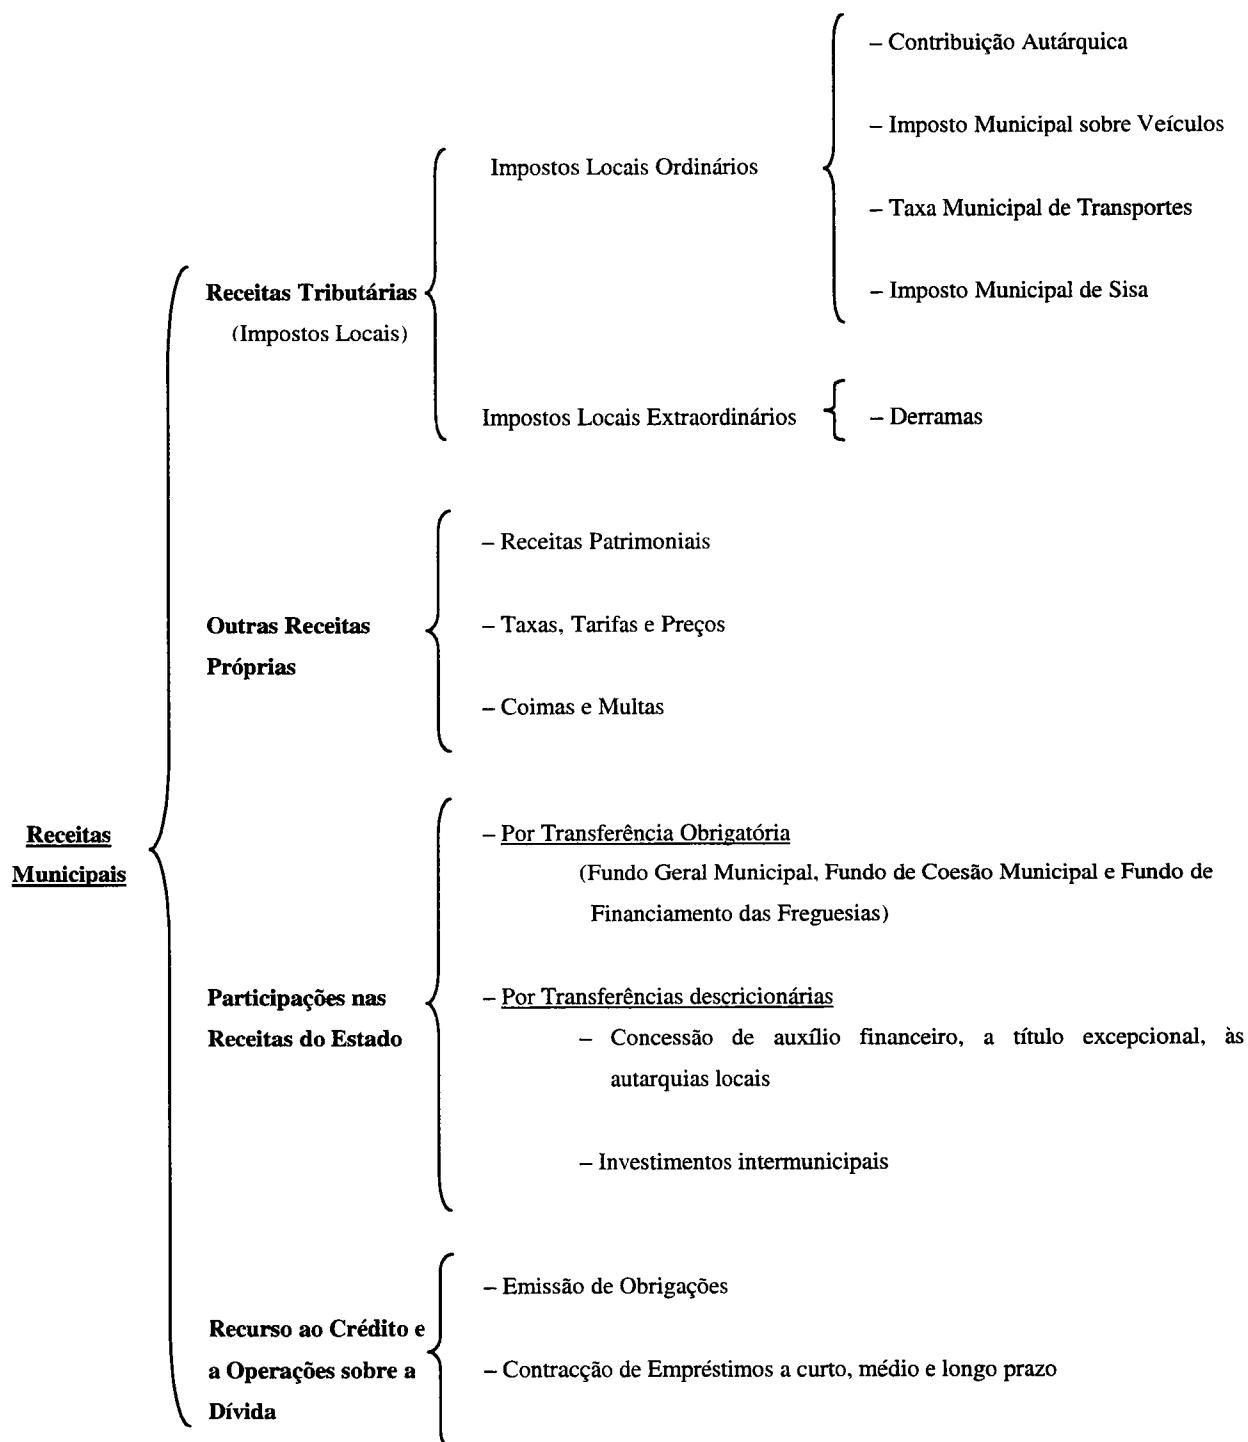 – Contribuição Autárquica
– Imposto Municipal sobre Veículos
Impostos Locais Ordinários
– Taxa Municipal de Transportes
Receitas Tributárias
(Impostos Locais)
– Imposto Municipal de Sisa
Impostos Locais Extraordinários
– Derramas
– Receitas Patrimoniais
Outras Receitas
Próprias
– Taxas, Tarifas e Preços
– Coimas e Multas
Receitas
Municipais
– Por Transferência Obrigatória
(Fundo Geral Municipal, Fundo de Coesão Municipal e Fundo de
Financiamento das Freguesias)
Participações nas
Receitas do Estado
– Por Transferências descricionárias
– Concessão de auxílio financeiro, a título excepcional, às
autarquias locais
– Investimentos intermunicipais
– Emissão de Obrigações
Recurso ao Crédito e
a Operações sobre a
Dívida
– Contracção de Empréstimos a curto, médio e longo prazo